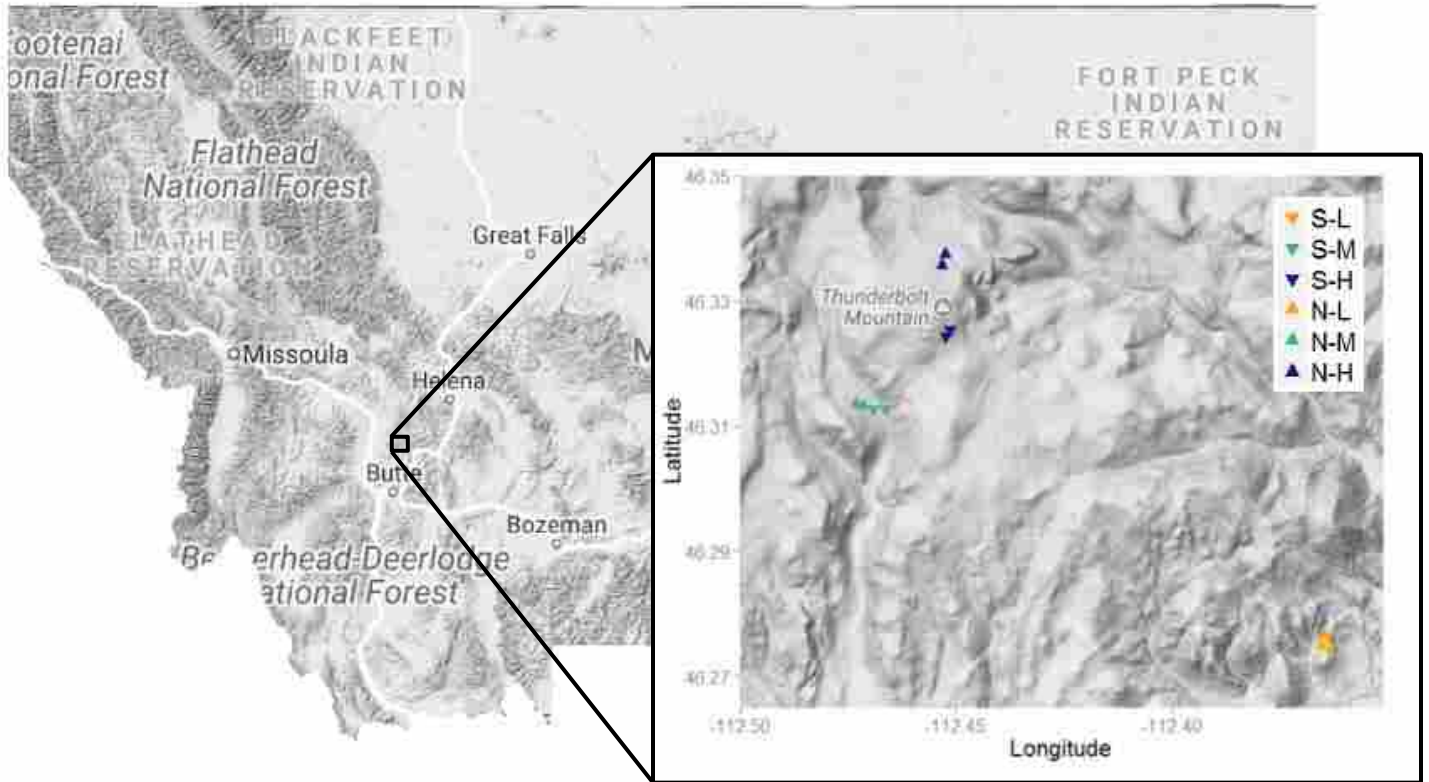 ootenai
onal Forest
LACKFEET
INDIAN
RESERVATION
FORT PECK
INDIAN
RESERVATION
Flathead
National Forest
FLATHEAD
RESERVATION
Great Falls
Missoula
Helena
Butte
Bozeman
erhead-Deerlodge
ational Forest
M
46.35
46.33
46.31
46.29
46.27
Latitude
Thunderbolt
Mountain
S-L
S-M
S-H
N-L
N-M
N-H
-112.50
-112.45
-112.40
Longitude